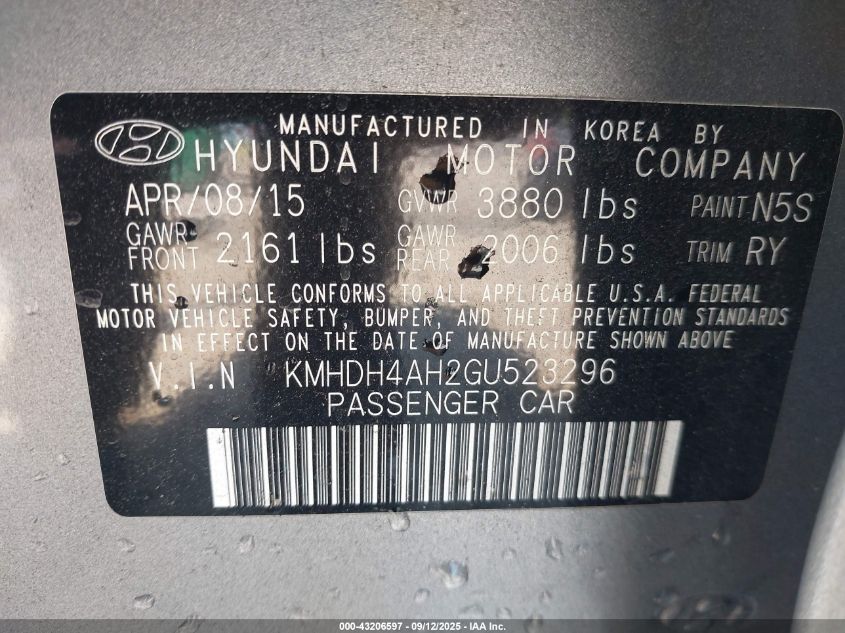 MANUFACTURED IN KOREA BY
HYUNDAI MOTOR COMPANY
APR/08/15 GVWR 3880 lbs PAINT N5S
GAWR FRONT 2161 lbs GAWR REAR 2006 lbs TRIM RY
THIS VEHICLE CONFORMS TO ALL APPLICABLE U.S.A. FEDERAL
MOTOR VEHICLE SAFETY, BUMPER, AND THEFT PREVENTION STANDARDS
IN EFFECT ON THE DATE OF MANUFACTURE SHOWN ABOVE
V.I.N KMHDH4AH2GU523296
PASSENGER CAR
000-43206597 - 09/12/2025 - IAA Inc.